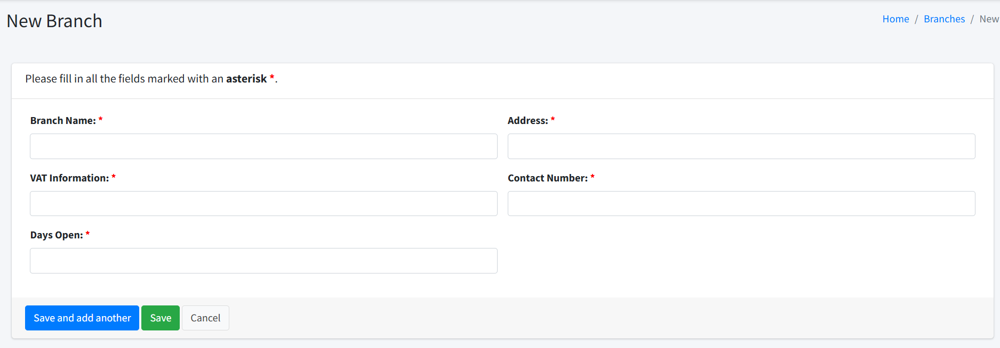 New Branch
Home / Branches / New
Please fill in all the fields marked with an asterisk *.
Branch Name: *
Address: *
VAT Information: *
Contact Number: *
Days Open: *
Save and add another
Save
Cancel